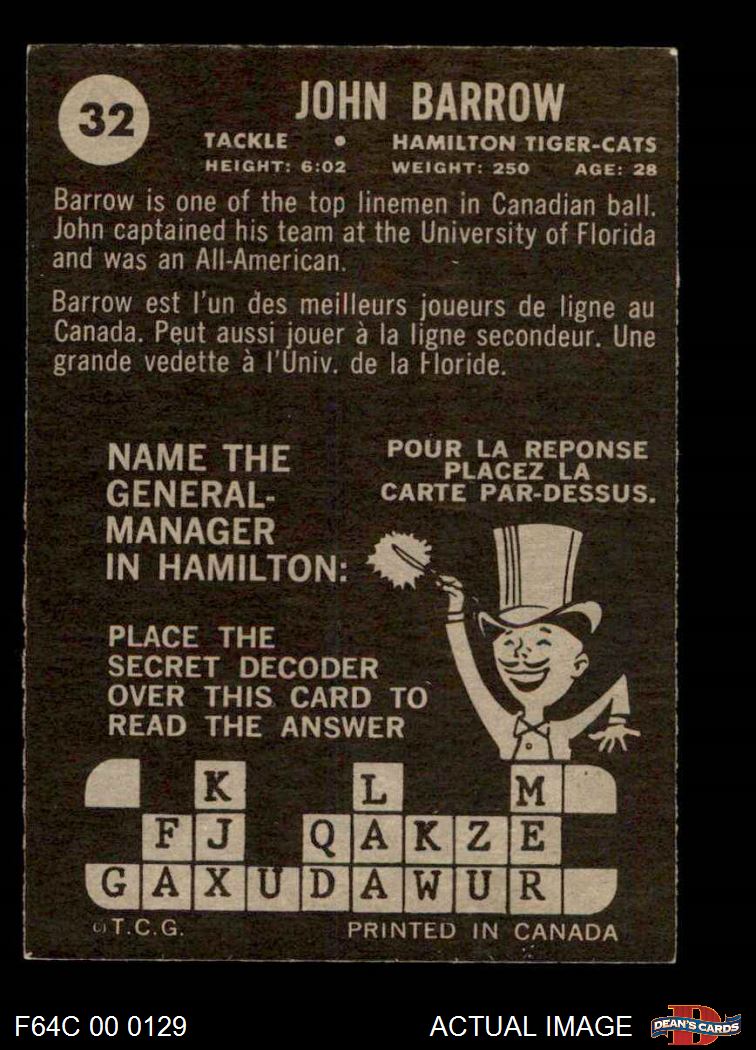 32
JOHN BARROW
TACKLE • HAMILTON TIGER-CATS
HEIGHT: 6:02 WEIGHT: 250 AGE: 28
Barrow is one of the top linemen in Canadian ball.
John captained his team at the University of Florida
and was an All-American.
Barrow est l'un des meilleurs joueurs de ligne au
Canada. Peut aussi jouer à la ligne secondeur. Une
grande vedette à l'Univ. de la Floride.
NAME THE
GENERAL-
MANAGER
IN HAMILTON:
POUR LA REPONSE
PLACEZ LA
CARTE PAR-DESSUS.
PLACE THE
SECRET DECODER
OVER THIS CARD TO
READ THE ANSWER
K L M
F J Q A K Z E
G A X U D A W U R
© T.C.G. PRINTED IN CANADA
F64C 00 0129 ACTUAL IMAGE
D
DEAN'S CARDS